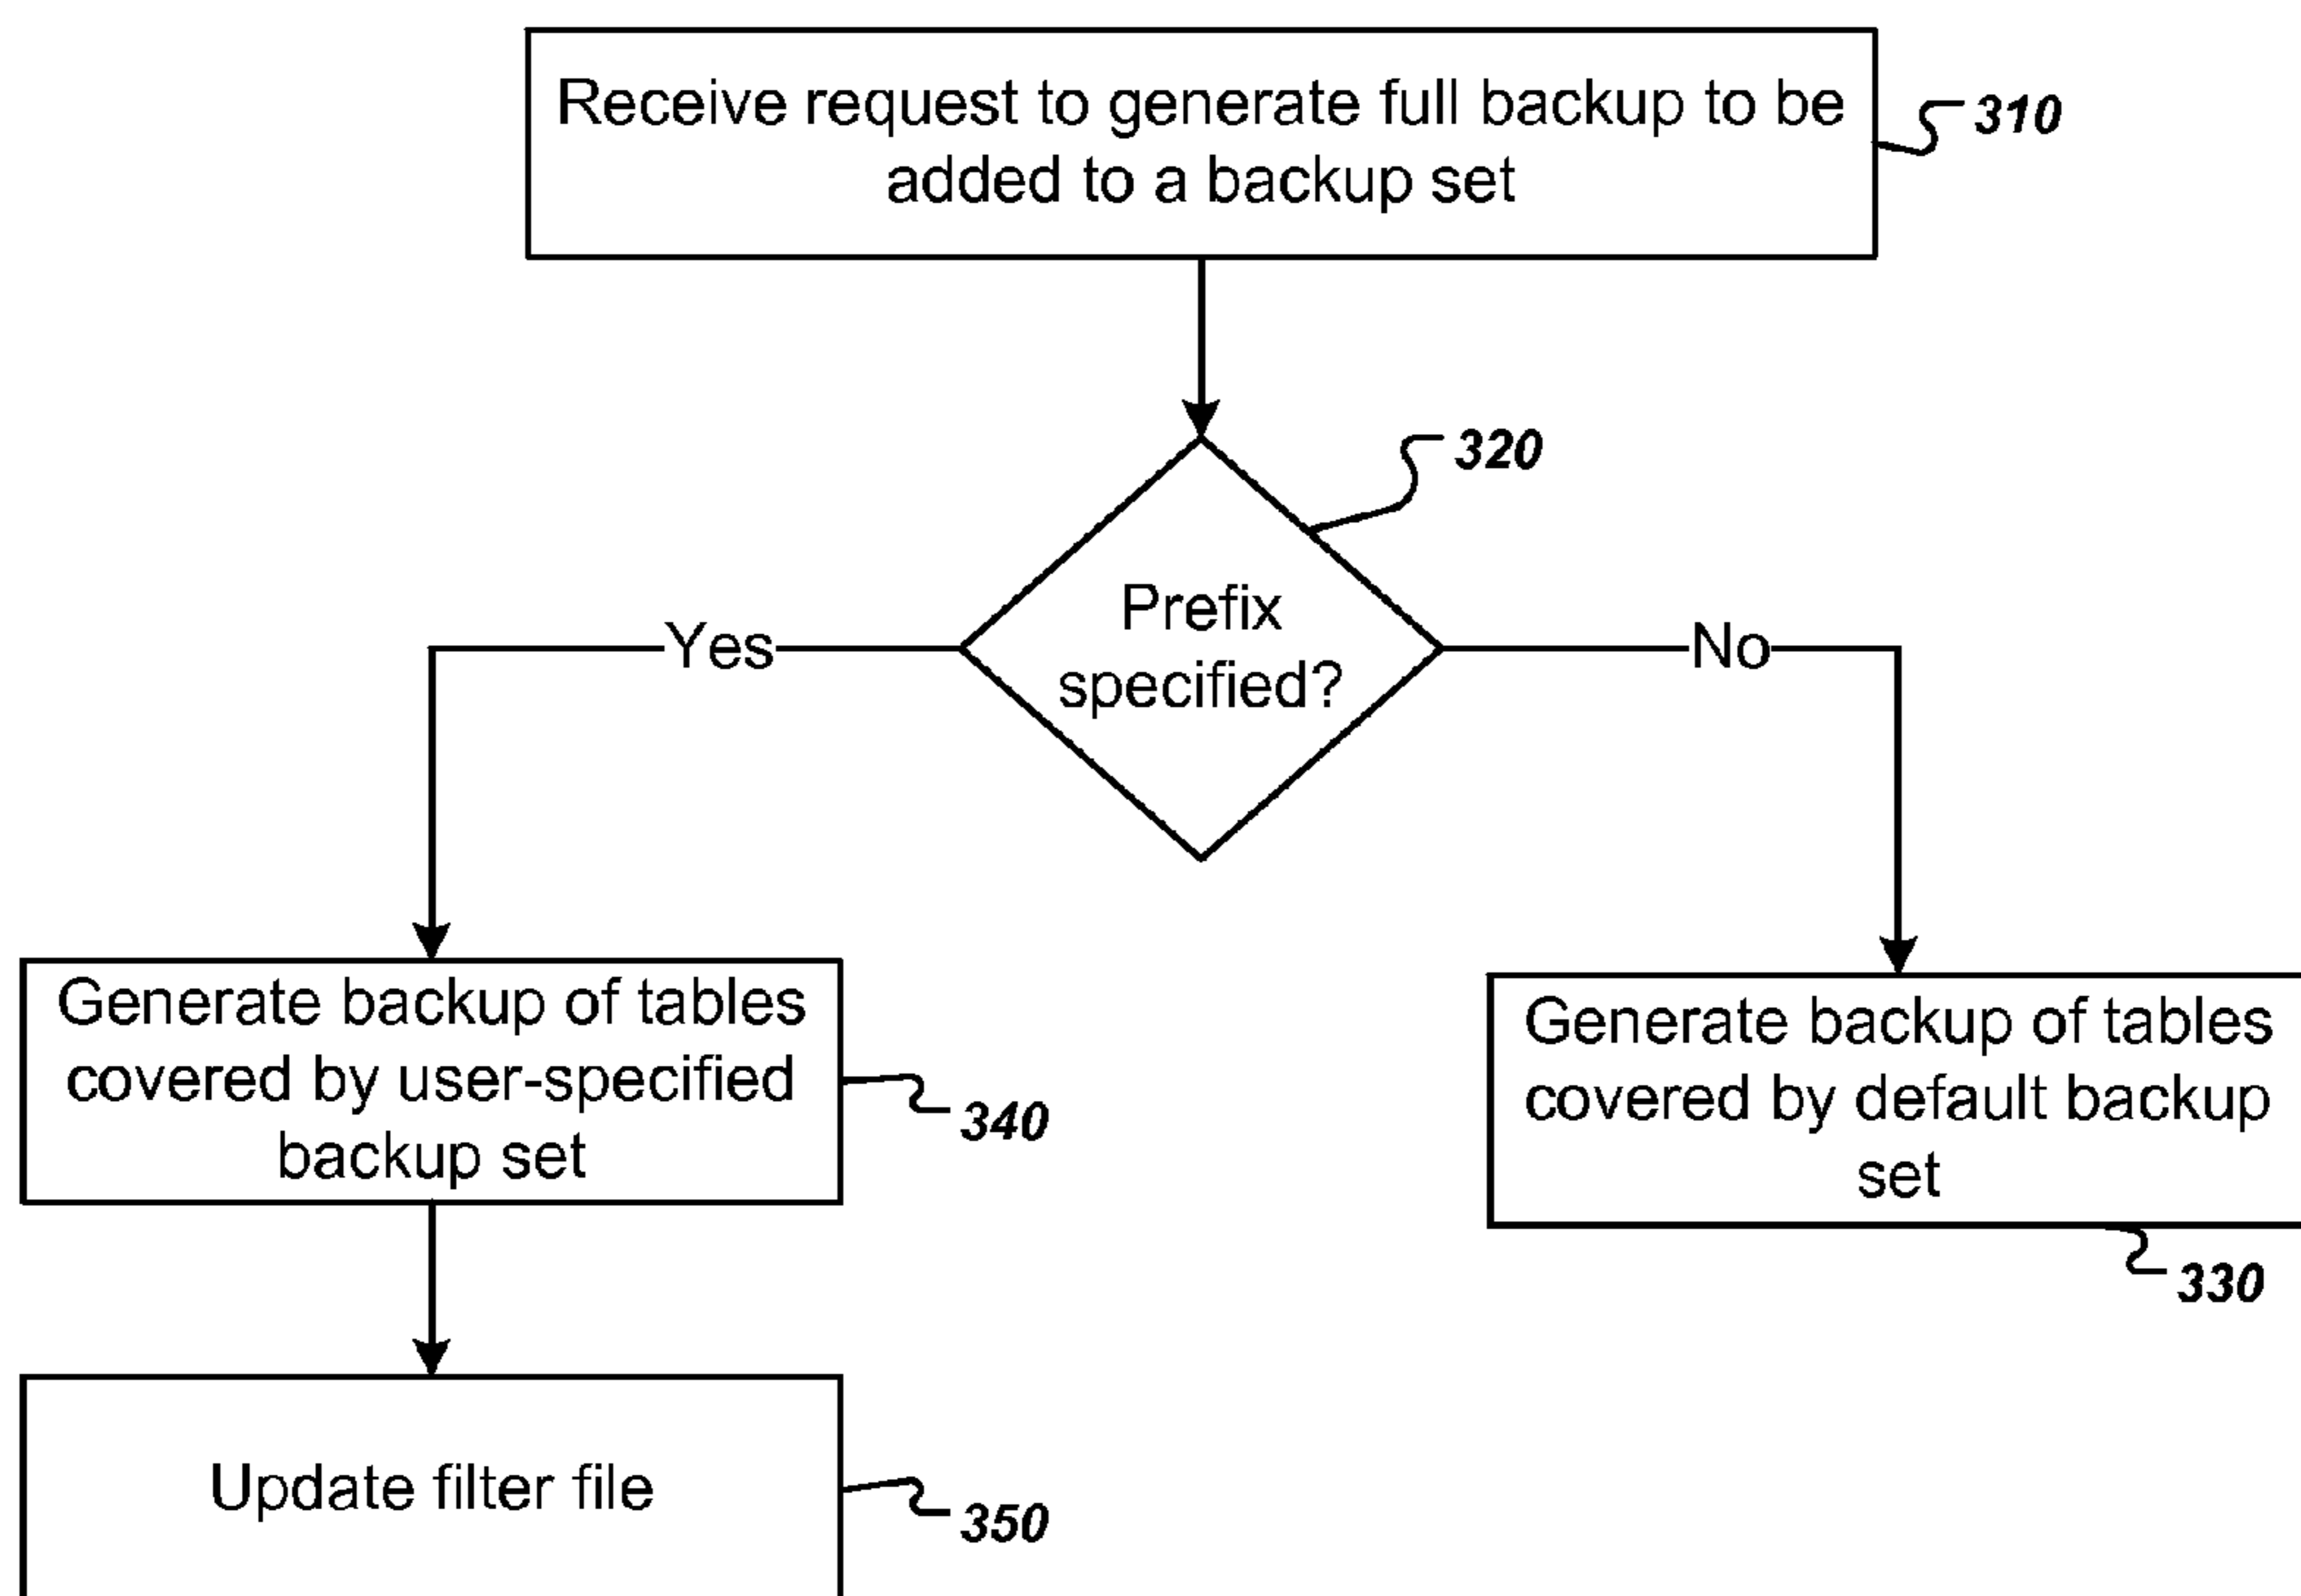 Receive request to generate full backup to be
added to a backup set
310
320
Prefix
specified?
Yes
No
Generate backup of tables
covered by user-specified
backup set
340
Generate backup of tables
covered by default backup
set
330
Update filter file
350